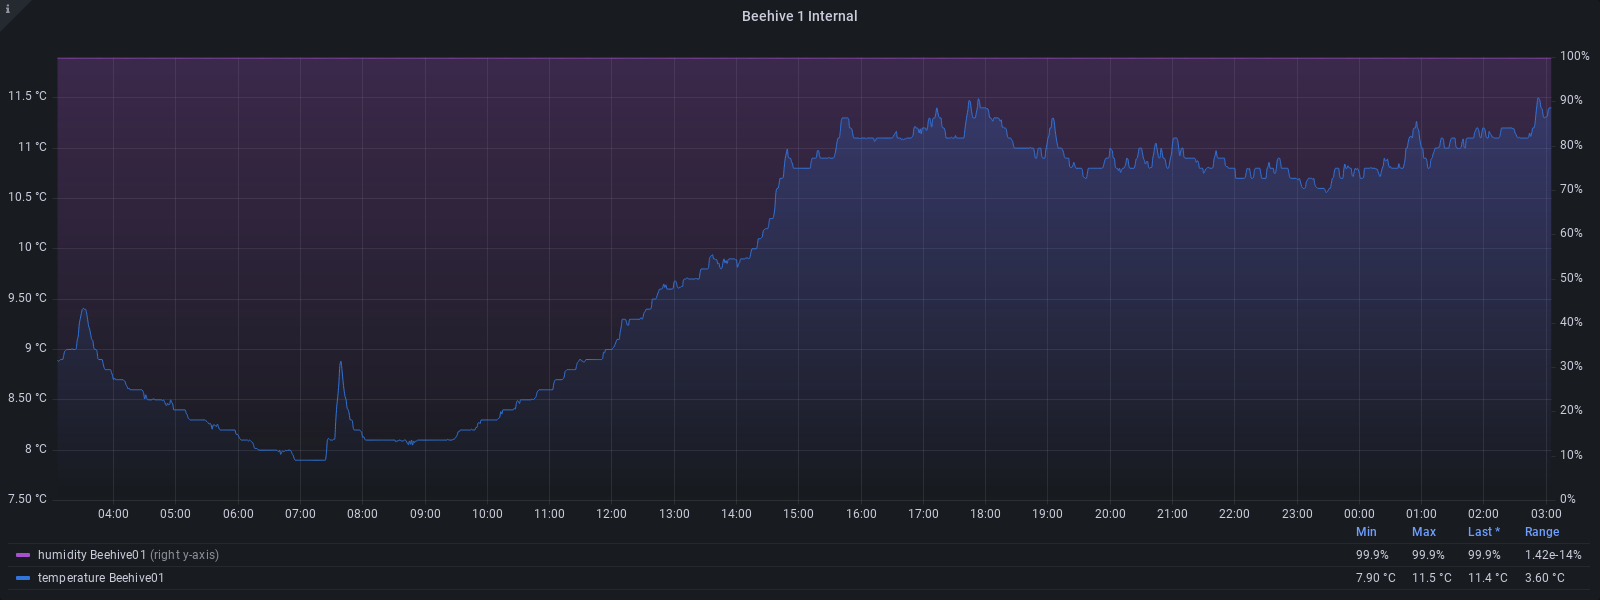 i
Beehive 1 Internal
100%
11.5 °C
90%
11 °C
80%
10.5 °C
70%
10 °C
60%
50%
9.50 °C
40%
9 °C
30%
8.50 °C
20%
8 °C
10%
7.50 °C
0%
04:00 05:00 06:00 07:00 08:00 09:00 10:00 11:00 12:00 13:00 14:00 15:00 16:00 17:00 18:00 19:00 20:00 21:00 22:00 23:00 00:00 01:00 02:00 03:00
Min Max Last * Range
humidity Beehive01 (right y-axis) 99.9% 99.9% 99.9% 1.42e-14%
temperature Beehive01 7.90 °C 11.5 °C 11.4 °C 3.60 °C